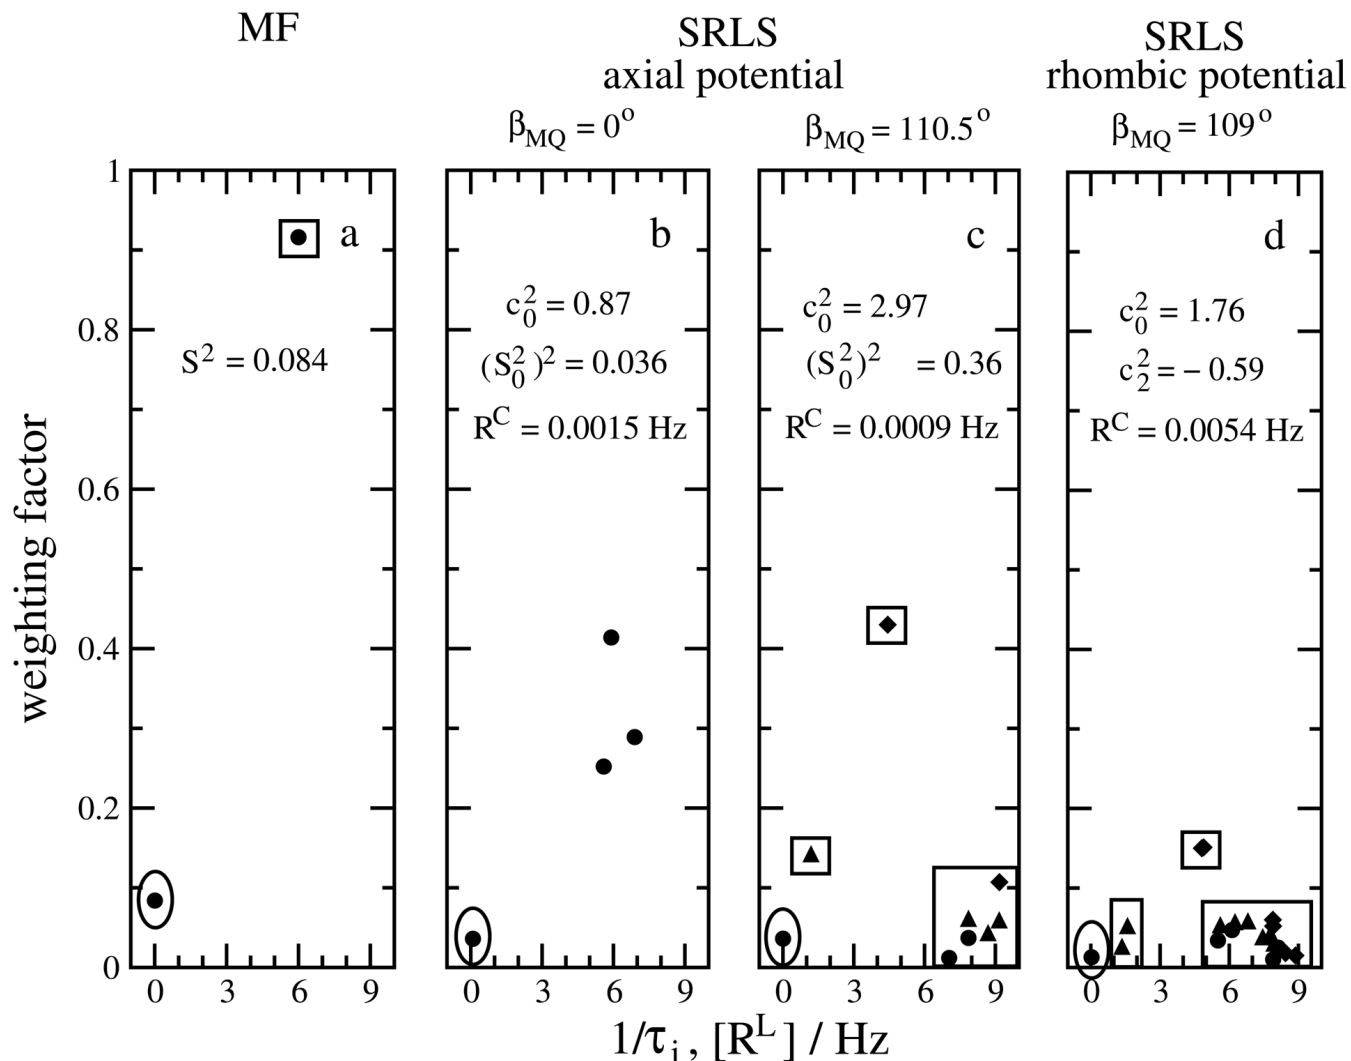 MF
SRLS
axial potential
SRLS
rhombic potential
β_MQ = 0°
β_MQ = 110.5°
β_MQ = 109°
a
b
c
d
S² = 0.084
c₀² = 0.87
(S₀²)² = 0.036
R^C = 0.0015 Hz
c₀² = 2.97
(S₀²)² = 0.36
R^C = 0.0009 Hz
c₀² = 1.76
c₂² = − 0.59
R^C = 0.0054 Hz
weighting factor
1
0.8
0.6
0.4
0.2
0
0 3 6 9
0 3 6 9
0 3 6 9
0 3 6 9
1/τ_i, [R^L] / Hz